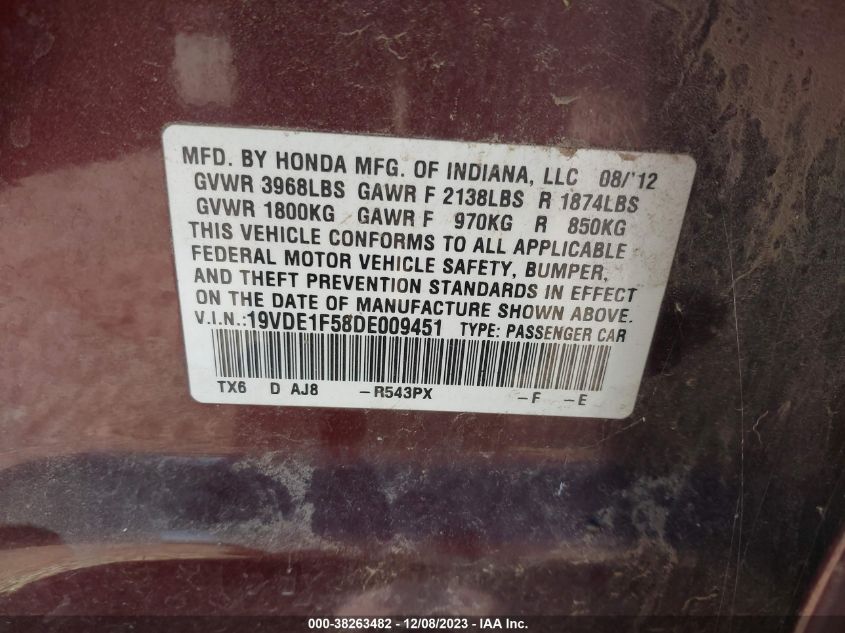 MFD. BY HONDA MFG. OF INDIANA, LLC 08/'12
GVWR 3968LBS GAWR F 2138LBS R 1874LBS
GVWR 1800KG GAWR F 970KG R 850KG
THIS VEHICLE CONFORMS TO ALL APPLICABLE
FEDERAL MOTOR VEHICLE SAFETY, BUMPER,
AND THEFT PREVENTION STANDARDS IN EFFECT
ON THE DATE OF MANUFACTURE SHOWN ABOVE.
V.I.N.:19VDE1F58DE009451 TYPE: PASSENGER CAR
TX6 D AJ8 –R543PX –F –E
000-38263482 - 12/08/2023 - IAA Inc.